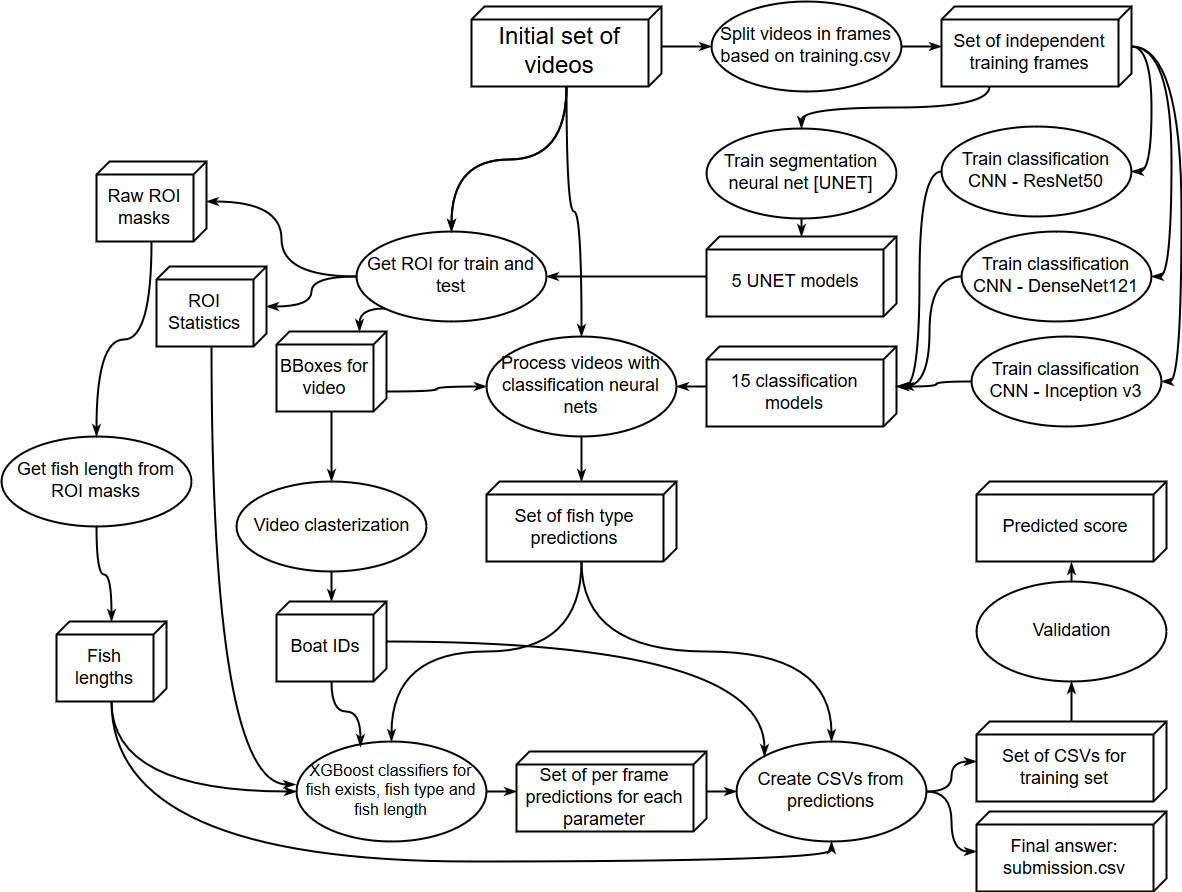 Initial set of
videos
Split videos in frames
based on training.csv
Set of independent
training frames
Train segmentation
neural net [UNET]
Train classification
CNN - ResNet50
Raw ROI
masks
Get ROI for train and
test
5 UNET models
Train classification
CNN - DenseNet121
ROI
Statistics
BBoxes for
video
Process videos with
classification neural
nets
15 classification
models
Train classification
CNN - Inception v3
Get fish length from
ROI masks
Video clasterization
Set of fish type
predictions
Predicted score
Validation
Boat IDs
Fish
lengths
XGBoost classifiers for
fish exists, fish type and
fish length
Set of per frame
predictions for each
parameter
Create CSVs from
predictions
Set of CSVs for
training set
Final answer:
submission.csv